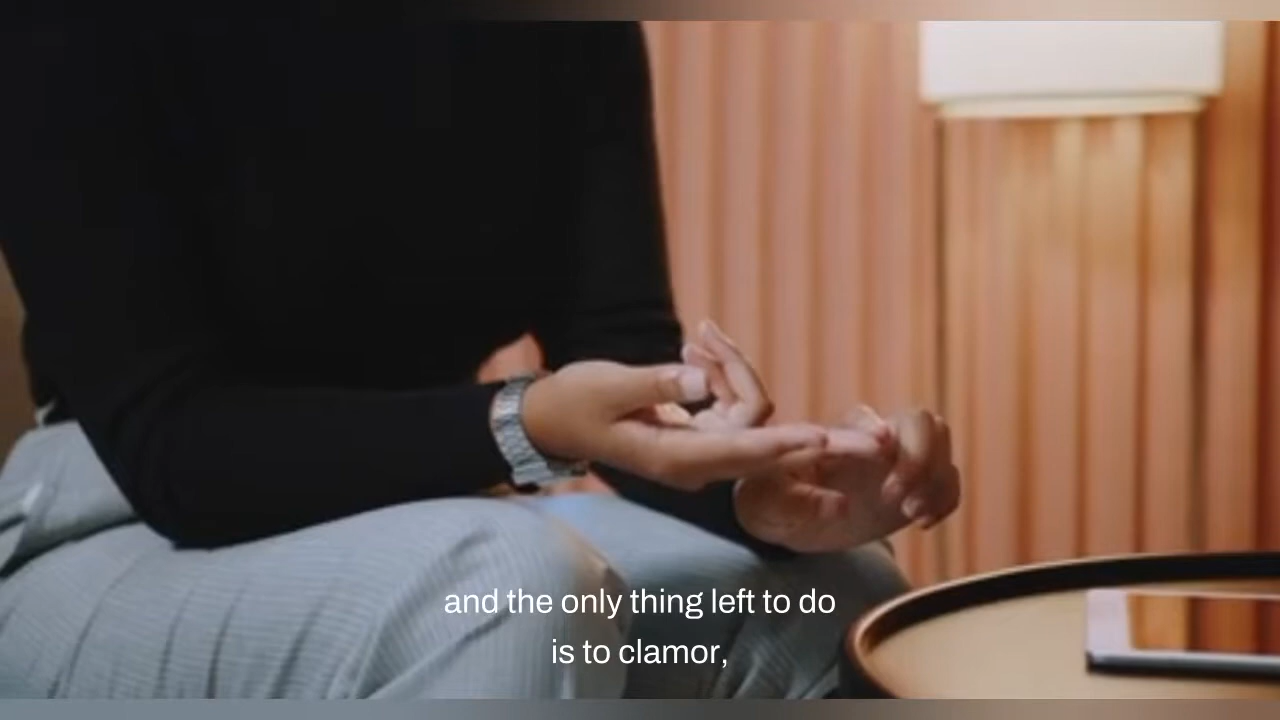 and the only thing left to do
is to clamor,